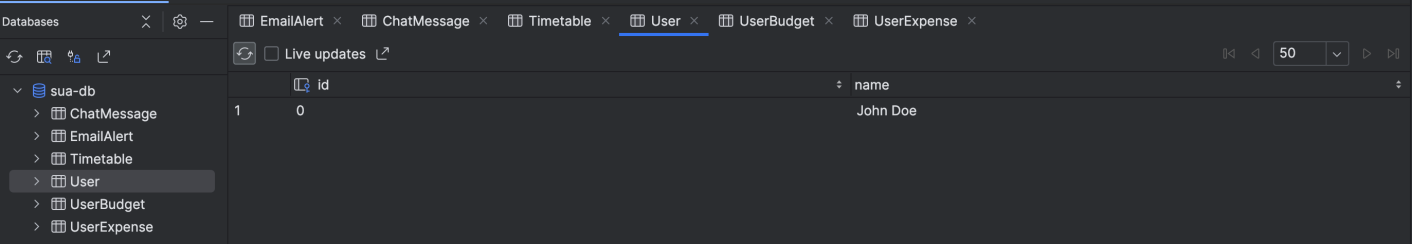 Databases
EmailAlert
ChatMessage
Timetable
User
UserBudget
UserExpense
Live updates
50
sua-db
ChatMessage
EmailAlert
Timetable
User
UserBudget
UserExpense
id name
1 0 John Doe